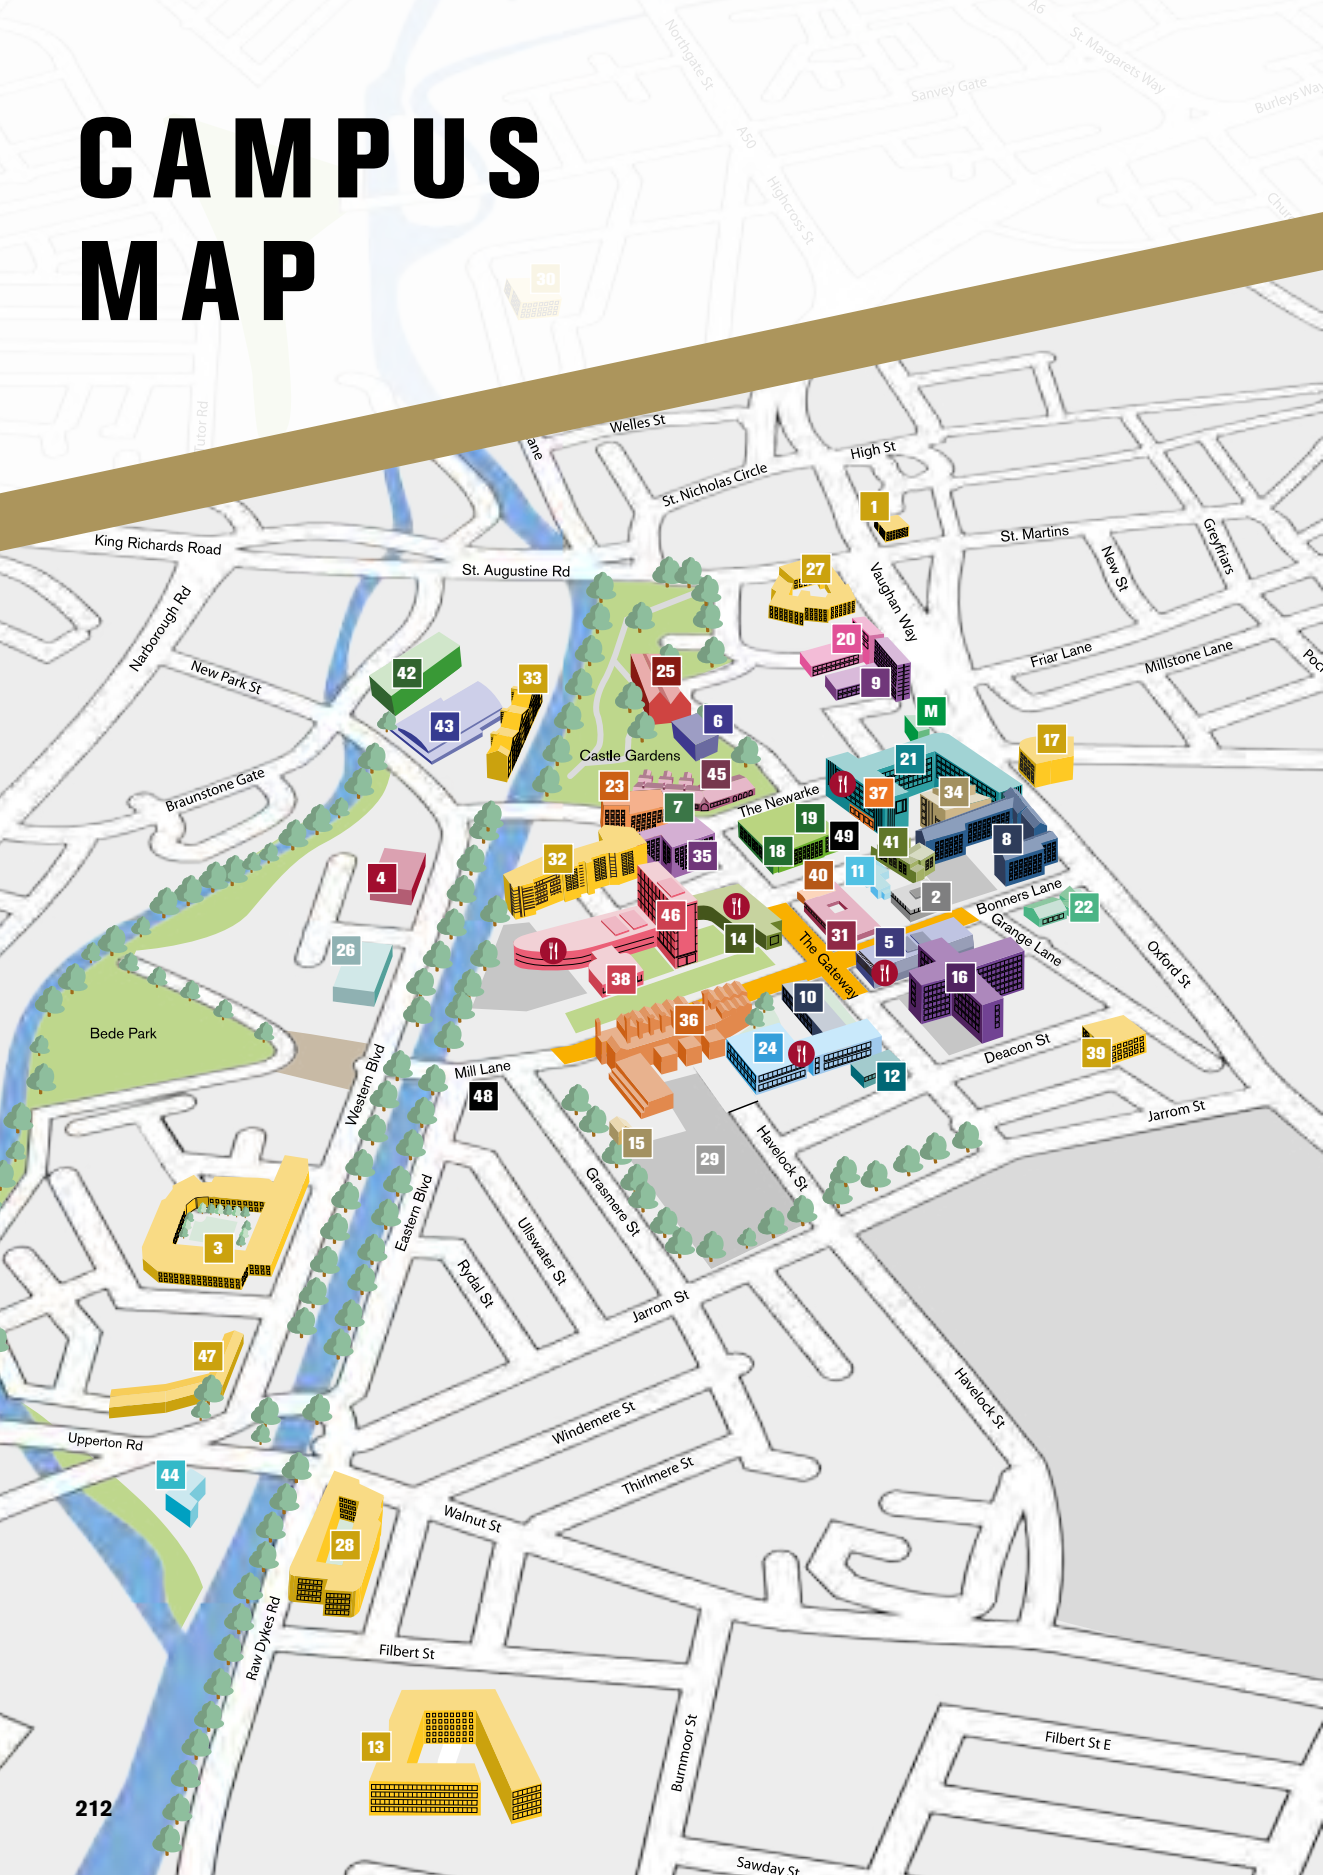 Northgate St
A6
St. Margarets Way
Sanvey Gate
Burleys Way
A50
Highcross St
CAMPUS
MAP
30
Welles St
High St
St. Nicholas Circle
1
King Richards Road
St. Augustine Rd
St. Martins
Greyfriars
New St
27
Vaughan Way
Narborough Rd
New Park St
20
Friar Lane
Millstone Lane
42
33
25
9
43
6
M
17
Castle Gardens
21
45
Braunstone Gate
23
7
The Newarke
37
34
19
49
41
8
18
32
35
4
40
11
2
Bonners Lane
22
46
14
31
5
Grange Lane
26
The Gateway
Oxford St
38
16
10
36
Bede Park
24
39
Deacon St
12
Western Blvd
Mill Lane
48
Jarrom St
15
29
Havelock St
Grasmere St
Eastern Blvd
Ullswater St
3
Rydal St
Jarrom St
47
Havelock St
Windemere St
Upperton Rd
44
Thirlmere St
Walnut St
28
Raw Dykes Rd
Filbert St
13
Burnmoor St
Filbert St E
212
Sawday St